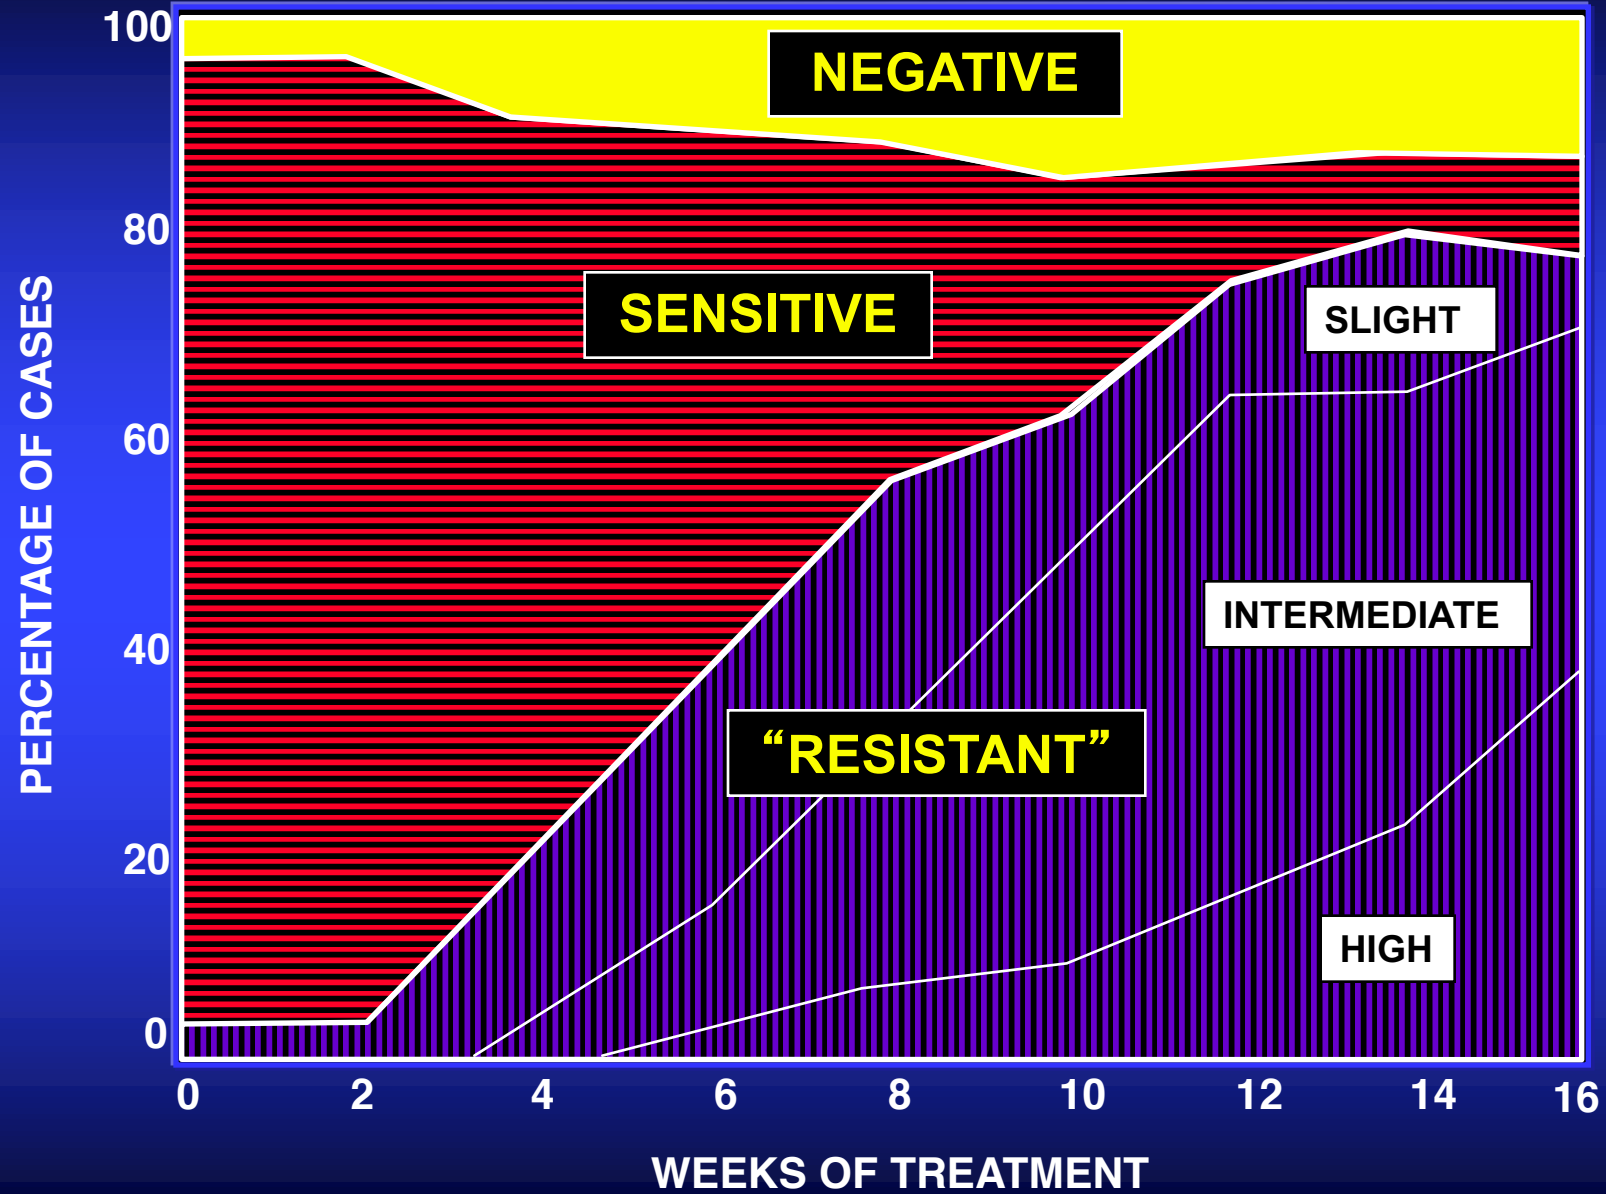 100
NEGATIVE
80
SENSITIVE
SLIGHT
60
PERCENTAGE OF CASES
INTERMEDIATE
40
“RESISTANT”
20
HIGH
0
0 2 4 6 8 10 12 14 16
WEEKS OF TREATMENT